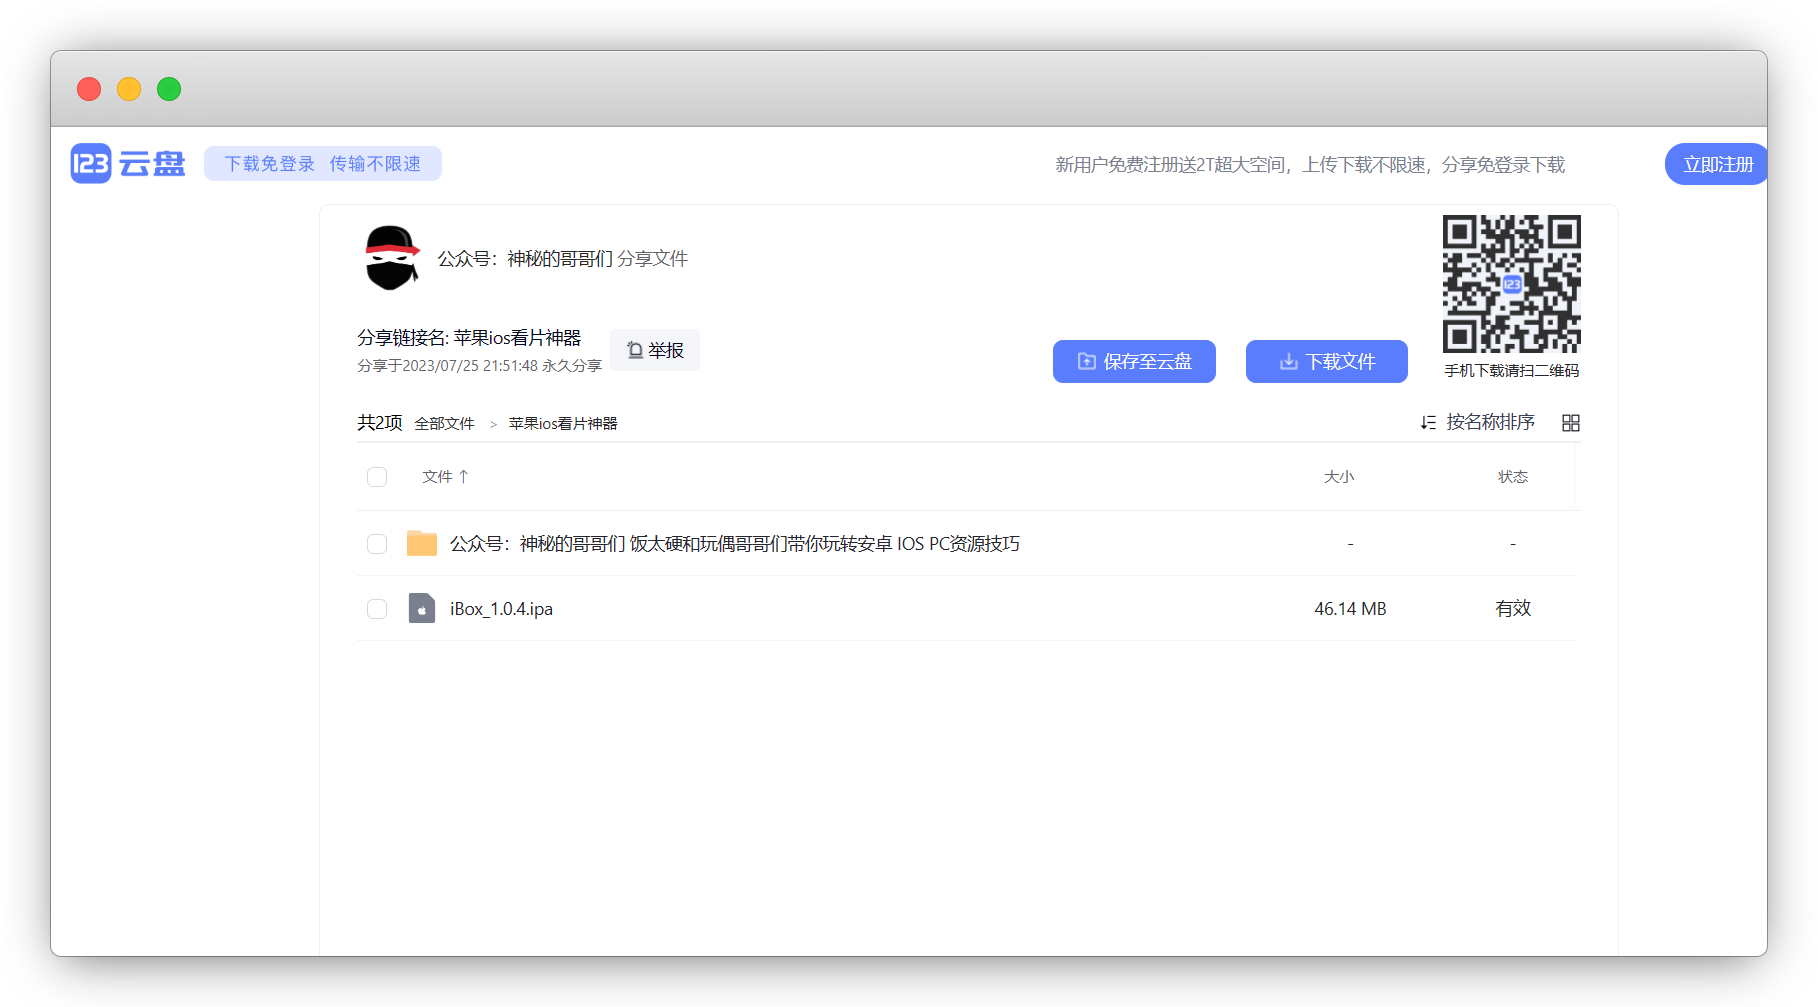 123云盘
下载免登录 传输不限速
新用户免费注册送2T超大空间，上传下载不限速，分享免登录下载
立即注册
公众号：神秘的哥哥们 分享文件
分享链接名: 苹果ios看片神器
分享于2023/07/25 21:51:48 永久分享
举报
保存至云盘
下载文件
123
手机下载请扫二维码
共2项 全部文件 > 苹果ios看片神器
按名称排序
文件 ↑ 大小 状态
公众号：神秘的哥哥们 饭太硬和玩偶哥哥们带你玩转安卓 IOS PC资源技巧 - -
iBox_1.0.4.ipa 46.14 MB 有效